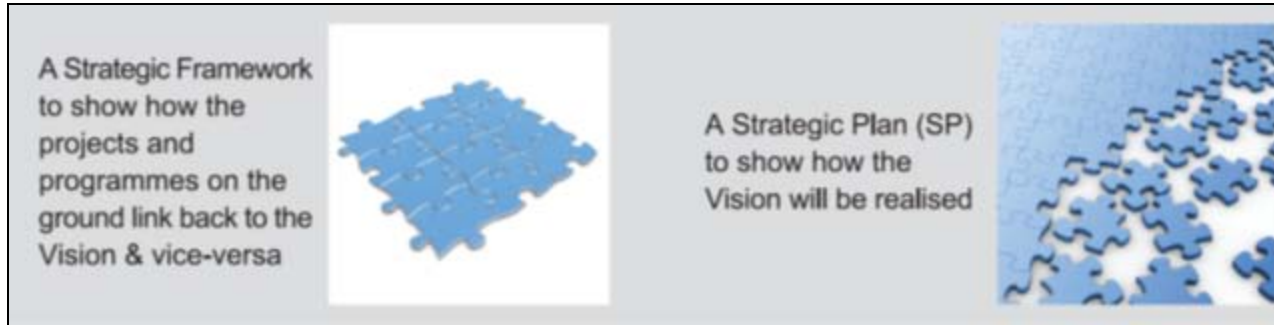 A Strategic Framework
to show how the
projects and
programmes on the
ground link back to the
Vision & vice-versa
A Strategic Plan (SP)
to show how the
Vision will be realised